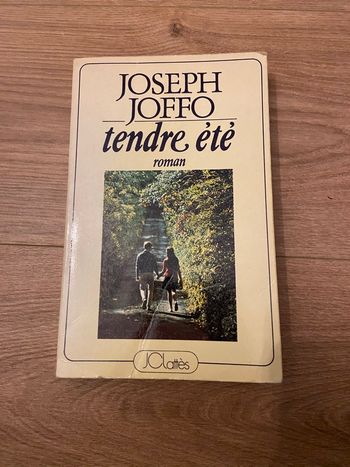 JOSEPH
JOFFO
tendre été
roman
JCLattès